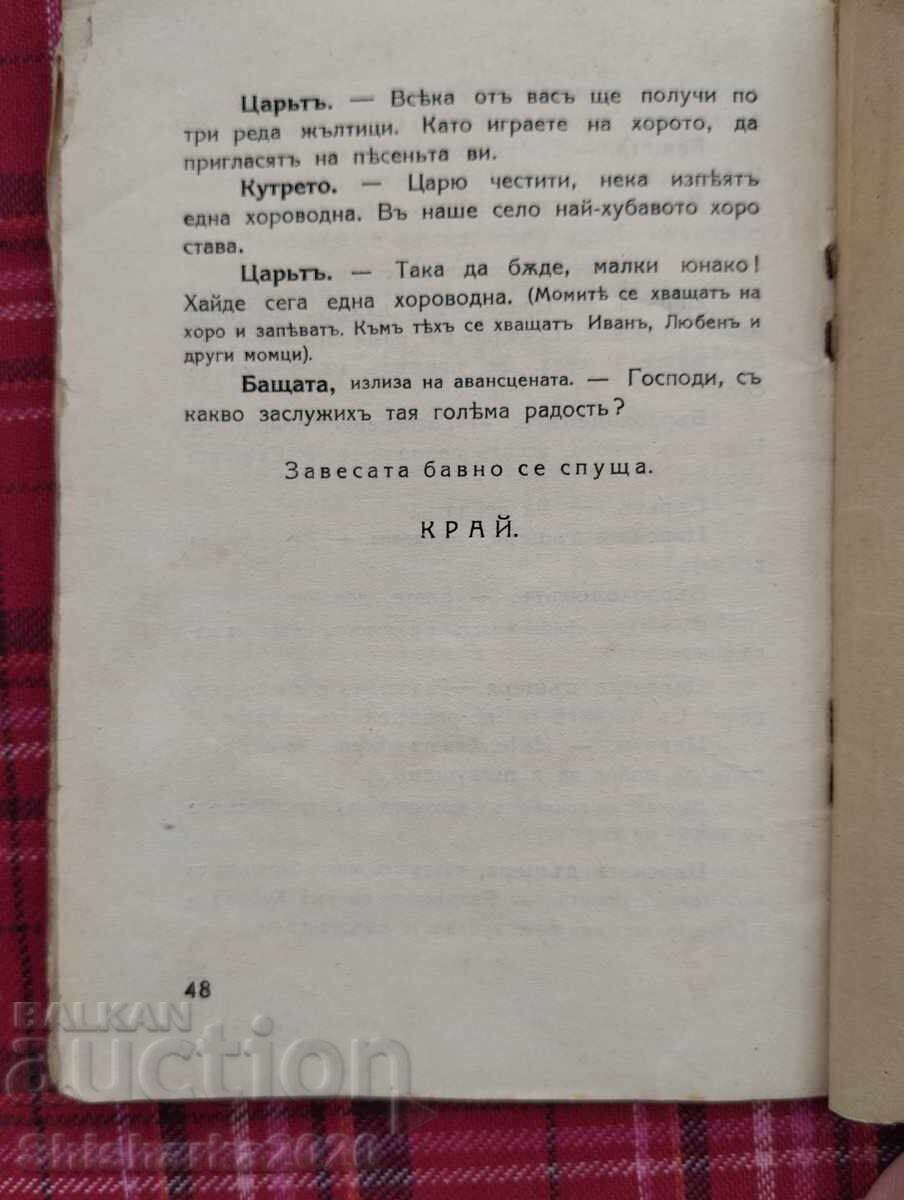 Царьтъ. — Всѣка отъ васъ ще получи по
три реда жълтици. Като играете на хорото, да
пригласятъ на пѣсеньта ви.
Кутрето. — Царю честити, нека изпѣятъ
една хороводна. Въ наше село най-хубавото хоро
става.
Царьтъ. — Така да бѫде, малки юнако!
Хайде сега една хороводна. (Момитѣ се хващатъ на
хоро и запѣватъ. Къмъ тѣхъ се хващатъ Иванъ, Любенъ и
други момци).
Бащата, излиза на авансцената. — Господи, съ
какво заслужихъ тая голѣма радость?
Завесата бавно се спуща.
КРАЙ.
48
BALKAN
auction
Shisharka2020